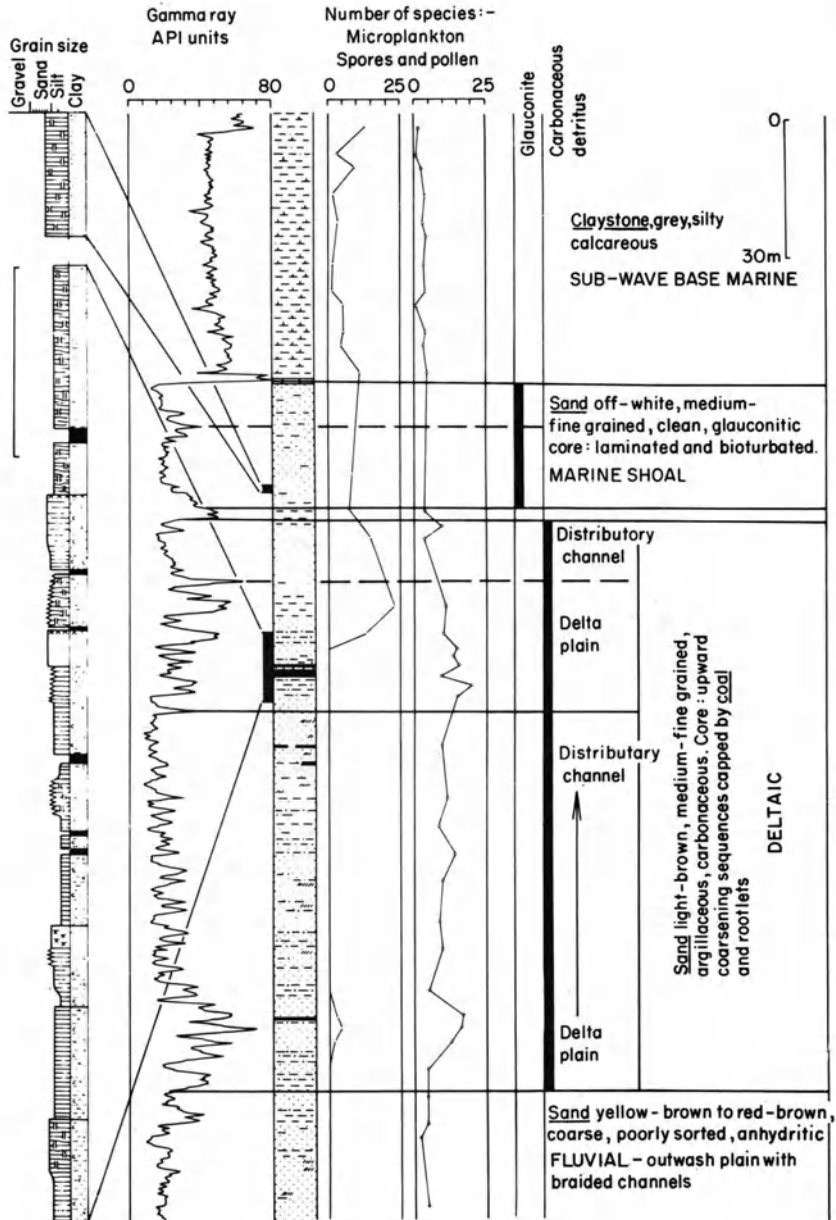 Gamma ray
API units
Number of species:-
Microplankton
Spores and pollen
Grain size
Gravel
Sand
Silt
Clay
0 80
0 25
0 25
Glauconite
Carbonaceous
detritus
0
30m
Claystone, grey, silty
calcareous
SUB-WAVE BASE MARINE
Sand off-white, medium-
fine grained, clean, glauconitic
core: laminated and bioturbated.
MARINE SHOAL
Distributory
channel
Delta
plain
Distributary
channel
Delta
plain
Sand light-brown, medium-fine grained,
argillaceous, carbonaceous. Core: upward
coarsening sequences capped by coal
and rootlets
DELTAIC
Sand yellow-brown to red-brown,
coarse, poorly sorted, anhydritic
FLUVIAL - outwash plain with
braided channels